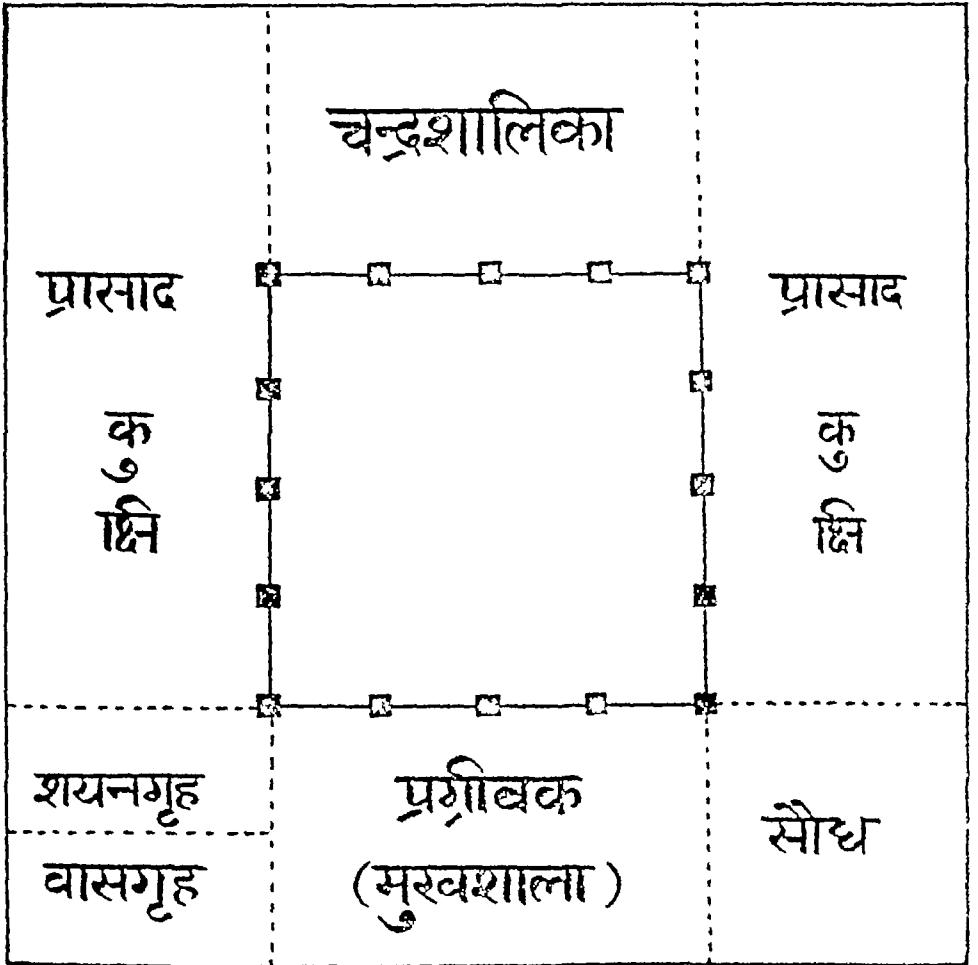 चन्द्रशालिका
प्रासाद
कु
क्षि
प्रासाद
कु
क्षि
शयनगृह
वासगृह
प्रग्रीवक
(मुखशाला)
सौध